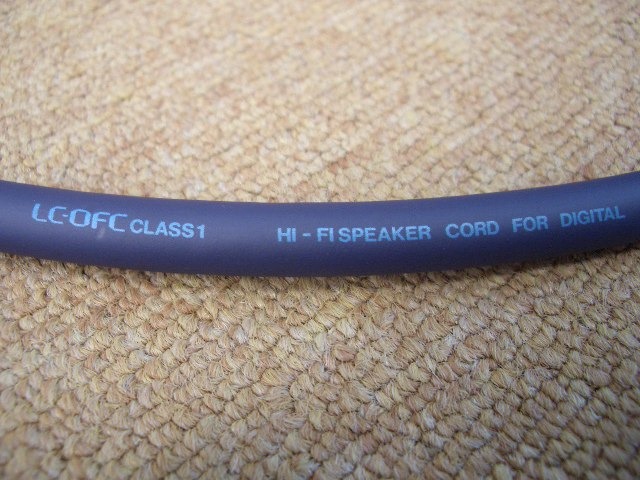 LC-OFC CLASS1 HI-FI SPEAKER CORD FOR DIGITAL